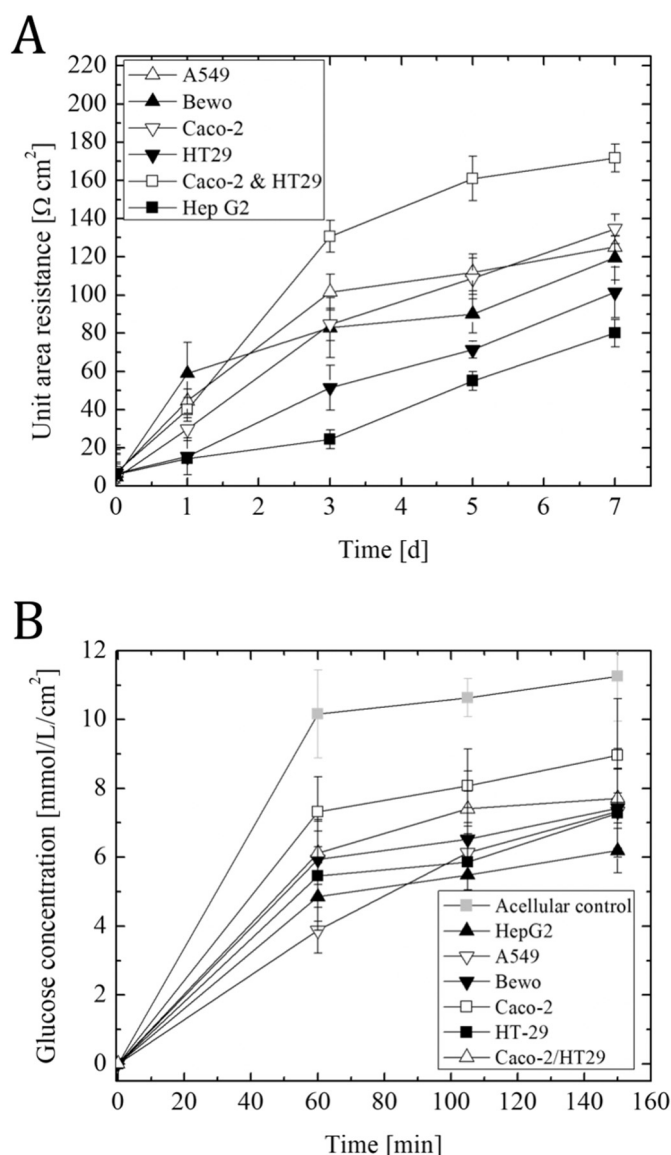 A
220
200
180
160
140
120
100
80
60
40
20
0
Unit area resistance [Ω cm²]
A549
Bewo
Caco-2
HT29
Caco-2 & HT29
Hep G2
0 1 2 3 4 5 6 7
Time [d]
B
12
10
8
6
4
2
0
Glucose concentration [mmol/L/cm²]
Acellular control
HepG2
A549
Bewo
Caco-2
HT-29
Caco-2/HT29
0 20 40 60 80 100 120 140 160
Time [min]